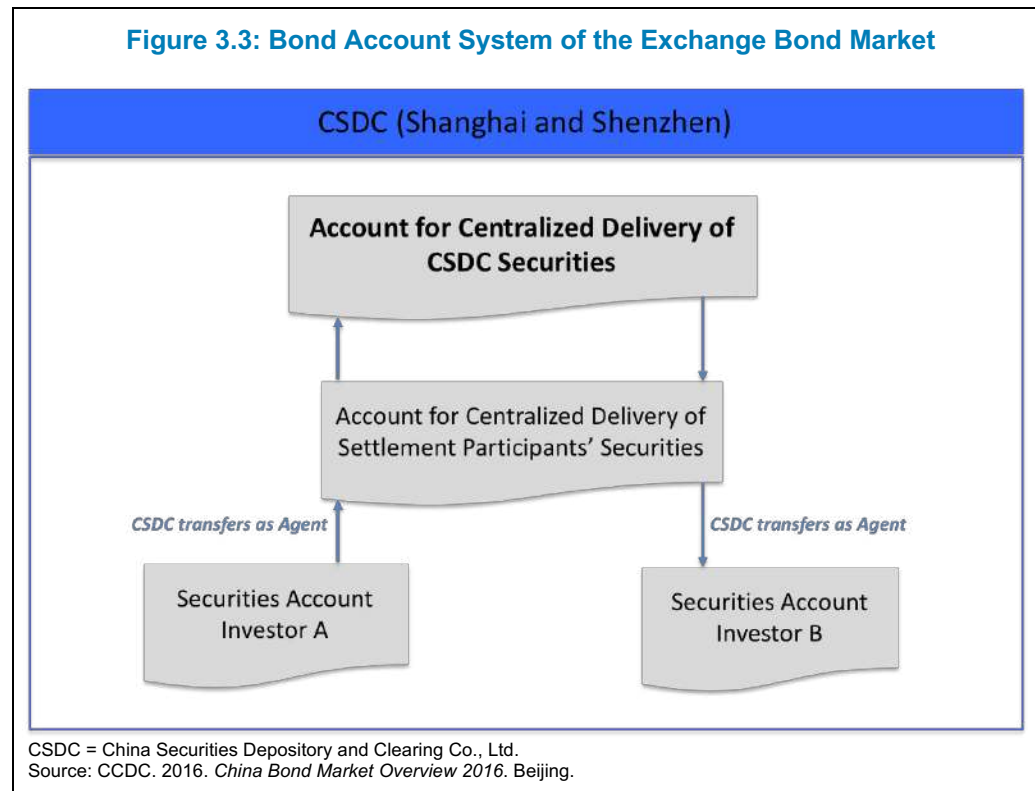 Figure 3.3: Bond Account System of the Exchange Bond Market
CSDC (Shanghai and Shenzhen)
Account for Centralized Delivery of
CSDC Securities
Account for Centralized Delivery of
Settlement Participants' Securities
CSDC transfers as Agent
CSDC transfers as Agent
Securities Account
Investor A
Securities Account
Investor B
CSDC = China Securities Depository and Clearing Co., Ltd.
Source: CCDC. 2016. China Bond Market Overview 2016. Beijing.